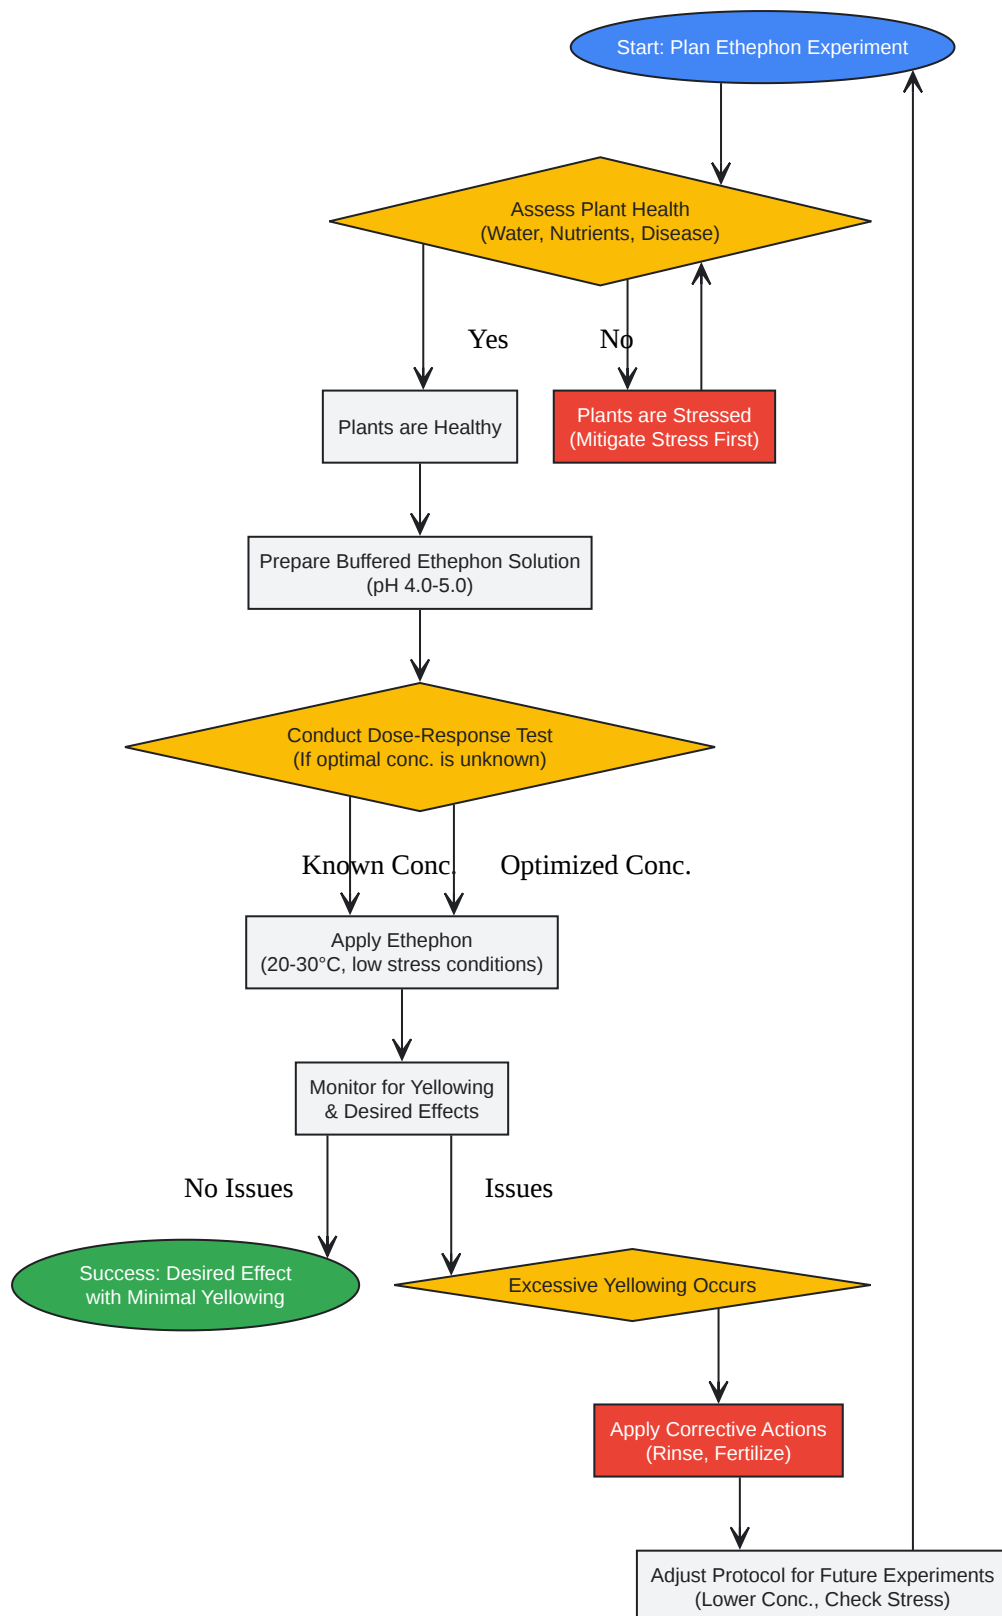 Start: Plan Ethephon Experiment
Assess Plant Health
(Water, Nutrients, Disease)
Yes
No
Plants are Healthy
Plants are Stressed
(Mitigate Stress First)
Prepare Buffered Ethephon Solution
(pH 4.0-5.0)
Conduct Dose-Response Test
(If optimal conc. is unknown)
Known Conc.
Optimized Conc.
Apply Ethephon
(20-30°C, low stress conditions)
Monitor for Yellowing
& Desired Effects
No Issues
Issues
Success: Desired Effect
with Minimal Yellowing
Excessive Yellowing Occurs
Apply Corrective Actions
(Rinse, Fertilize)
Adjust Protocol for Future Experiments
(Lower Conc., Check Stress)